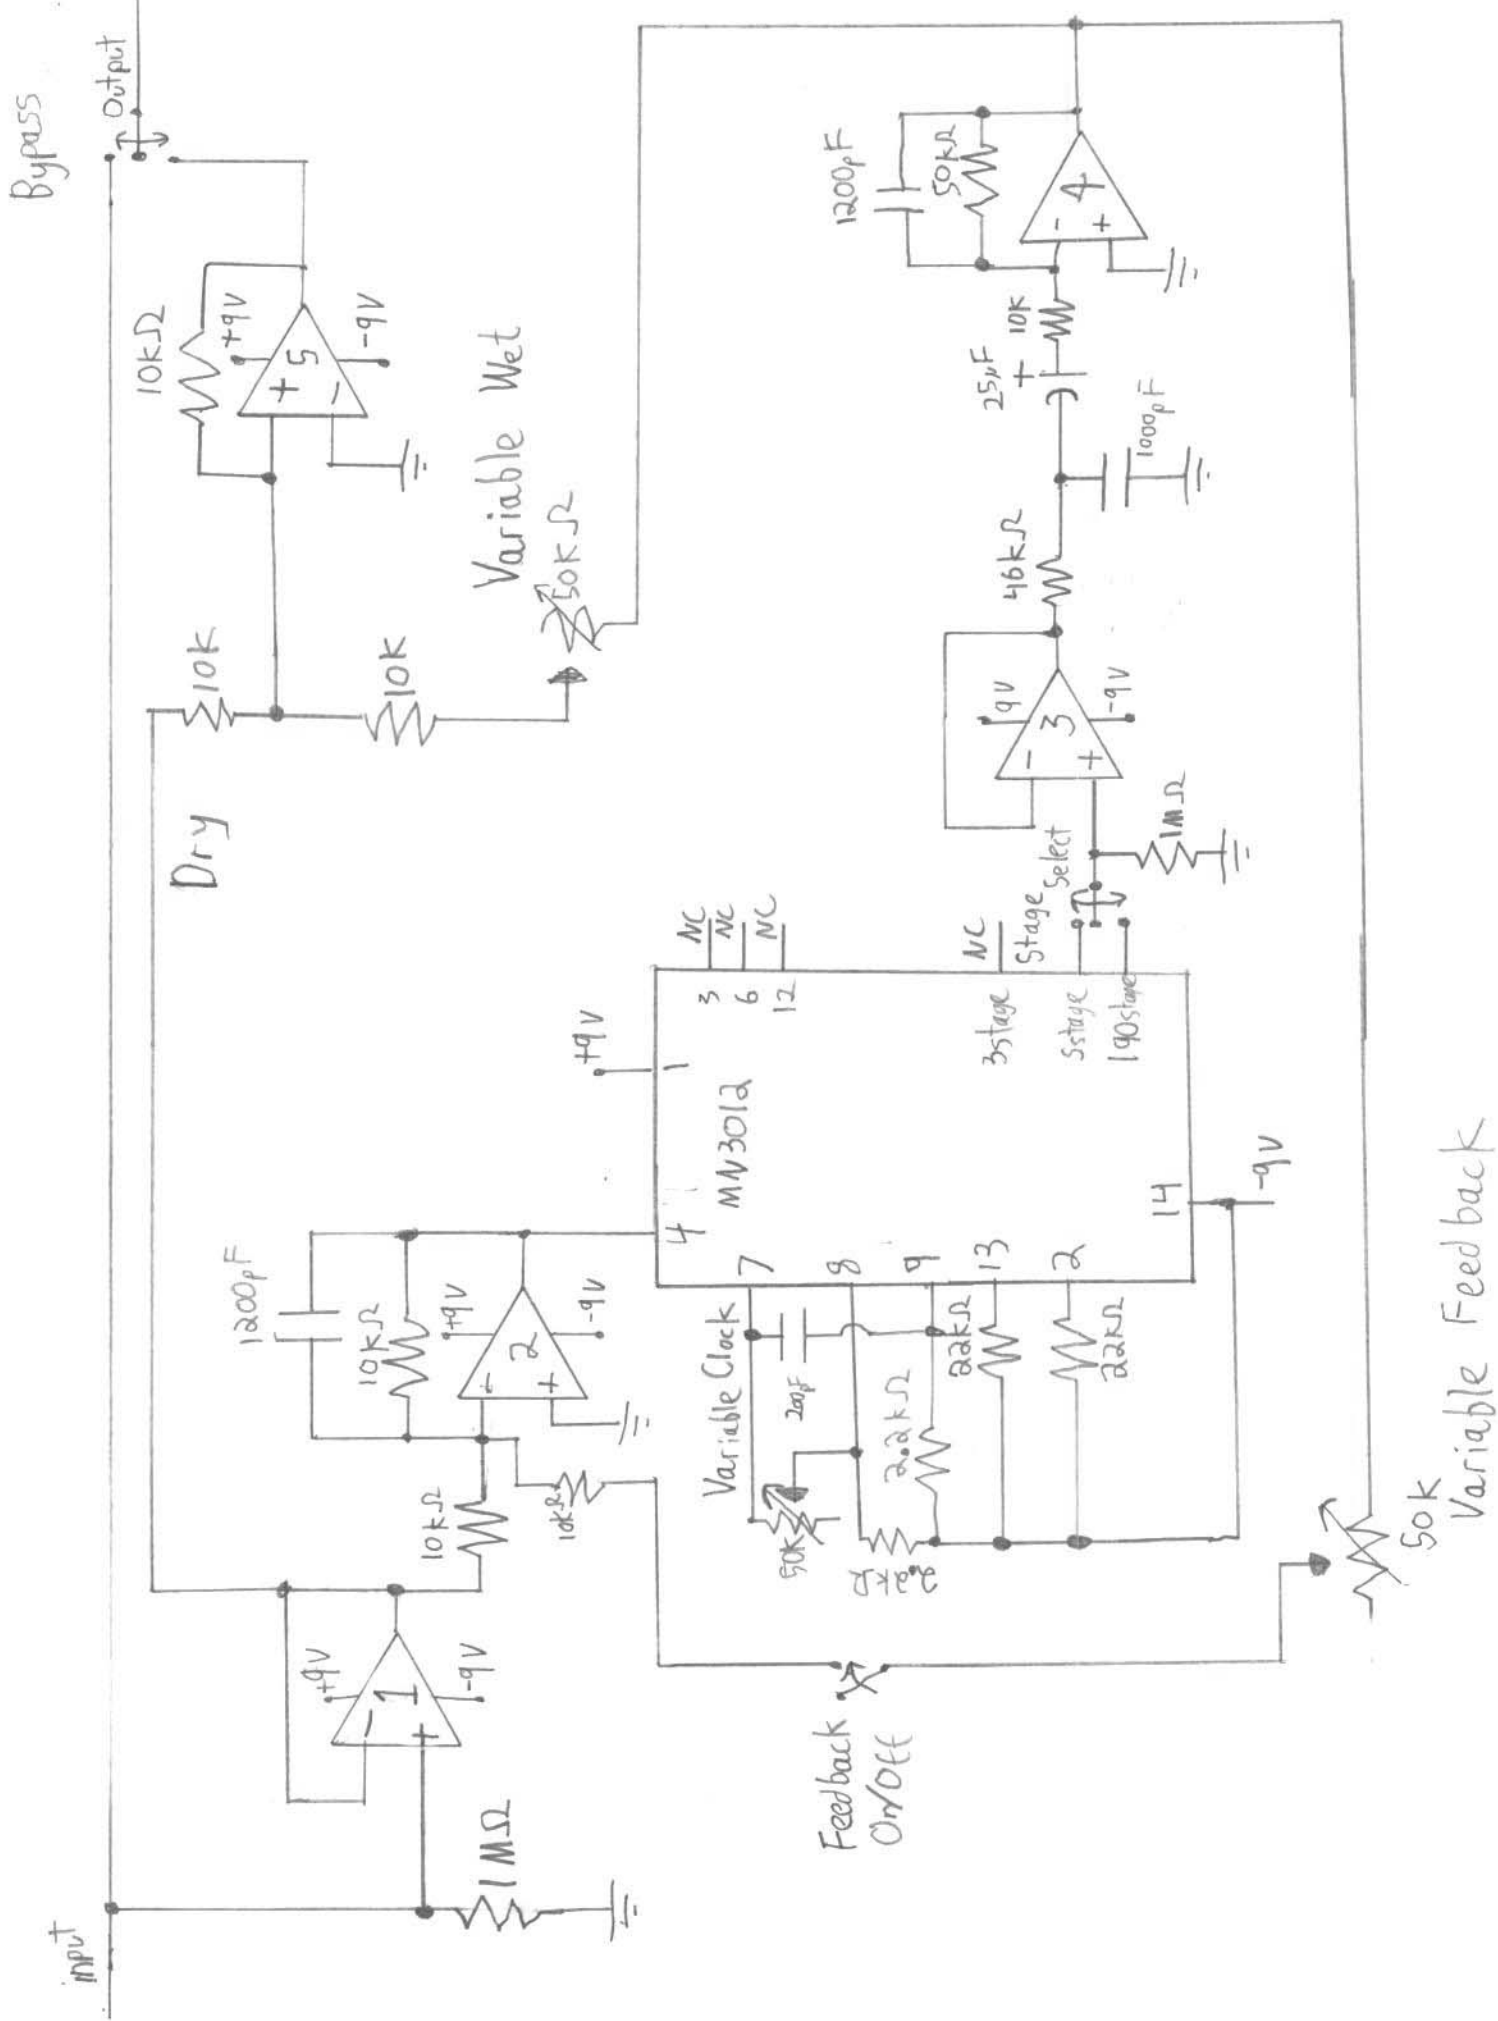 Bypass
Output
input
10kΩ
+9V
-9V
5
+
-
Dry
10K
10K
Variable Wet
50KΩ
1MΩ
+9V
-9V
1
-
+
10kΩ
10kΩ
1200pF
10kΩ
+9V
-9V
2
+
+
+9V
1
4
MN3012
3
6
12
NC
NC
NC
NC
3stage
5stage
190stage
Stage
Select
7
8
9
13
2
14
-9V
Variable Clock
200pF
50K
2.2kΩ
2.2kΩ
22kΩ
22kΩ
1MΩ
9V
-9V
3
-
+
46kΩ
1000pF
25µF
+
10K
1200pF
50kΩ
4
-
+
Feedback
On/Off
50K
Variable Feedback